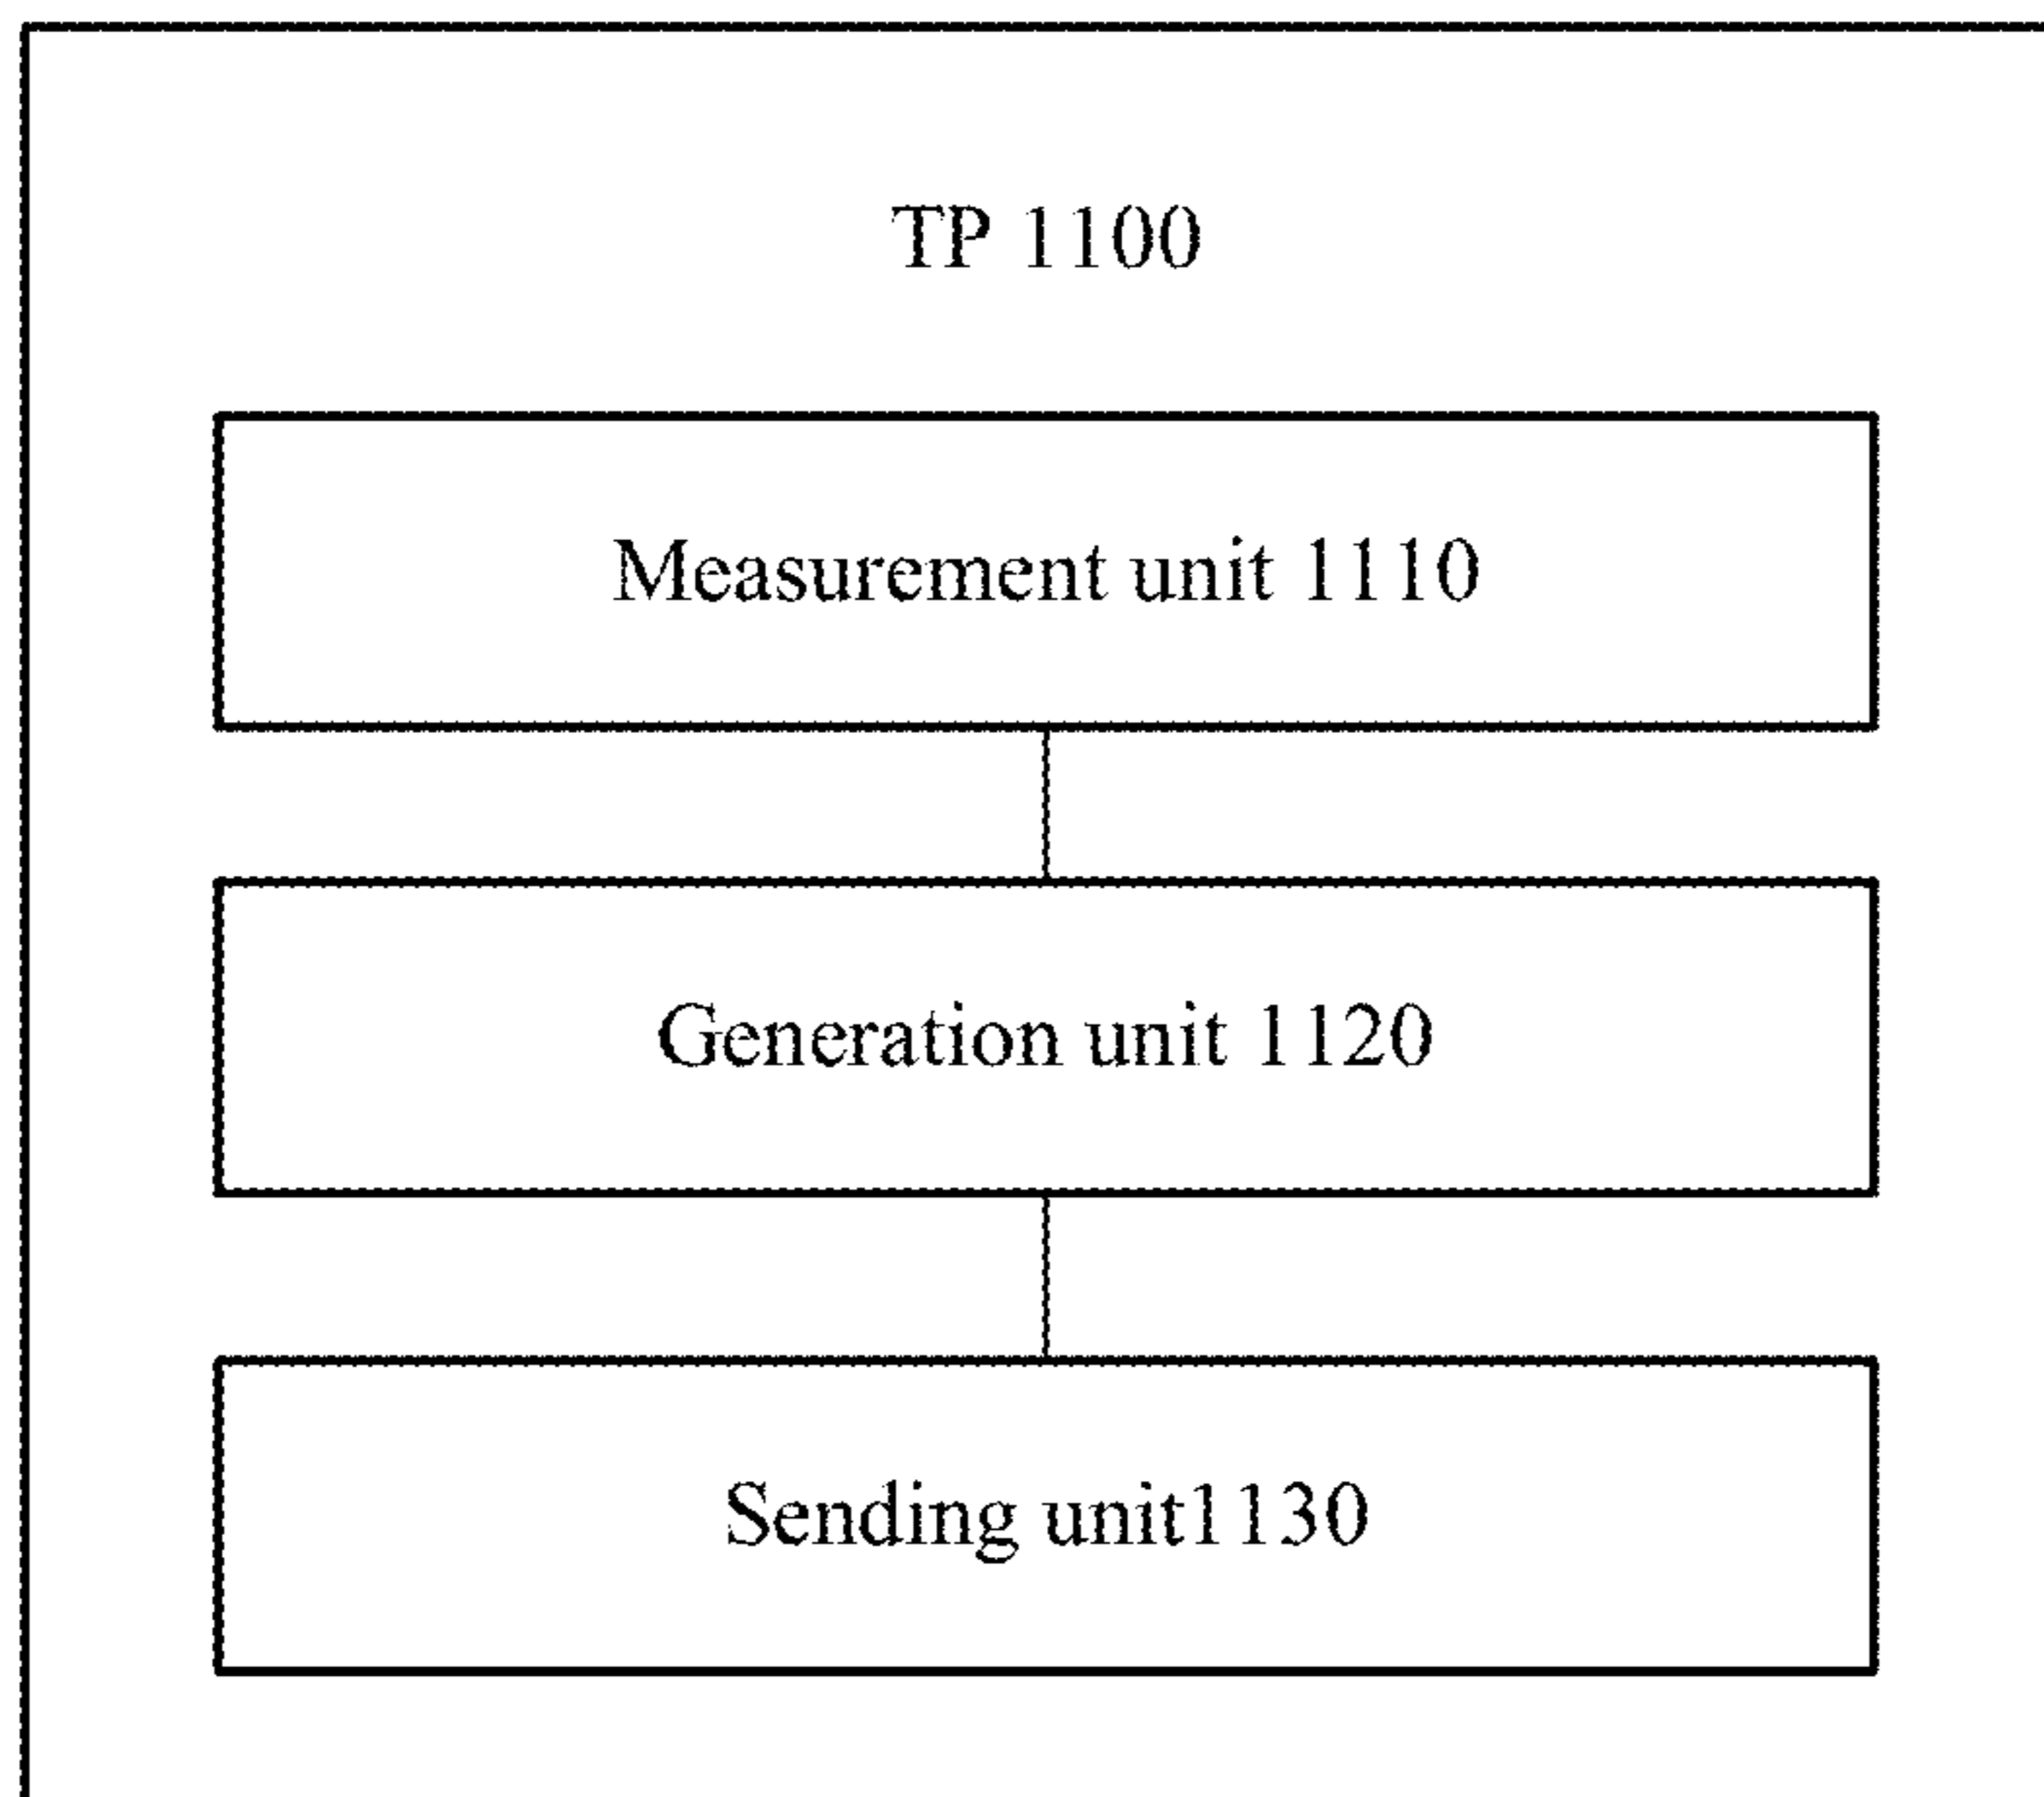 TP 1100
Measurement unit 1110
Generation unit 1120
Sending unit1130